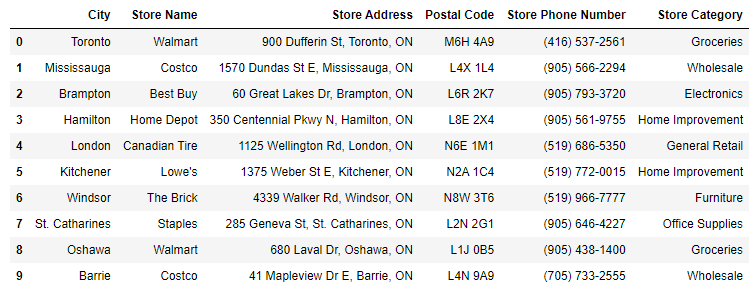 City Store Name Store Address Postal Code Store Phone Number Store Category
0 Toronto Walmart 900 Dufferin St, Toronto, ON M6H 4A9 (416) 537-2561 Groceries
1 Mississauga Costco 1570 Dundas St E, Mississauga, ON L4X 1L4 (905) 566-2294 Wholesale
2 Brampton Best Buy 60 Great Lakes Dr, Brampton, ON L6R 2K7 (905) 793-3720 Electronics
3 Hamilton Home Depot 350 Centennial Pkwy N, Hamilton, ON L8E 2X4 (905) 561-9755 Home Improvement
4 London Canadian Tire 1125 Wellington Rd, London, ON N6E 1M1 (519) 686-5350 General Retail
5 Kitchener Lowe's 1375 Weber St E, Kitchener, ON N2A 1C4 (519) 772-0015 Home Improvement
6 Windsor The Brick 4339 Walker Rd, Windsor, ON N8W 3T6 (519) 966-7777 Furniture
7 St. Catharines Staples 285 Geneva St, St. Catharines, ON L2N 2G1 (905) 646-4227 Office Supplies
8 Oshawa Walmart 680 Laval Dr, Oshawa, ON L1J 0B5 (905) 438-1400 Groceries
9 Barrie Costco 41 Mapleview Dr E, Barrie, ON L4N 9A9 (705) 733-2555 Wholesale